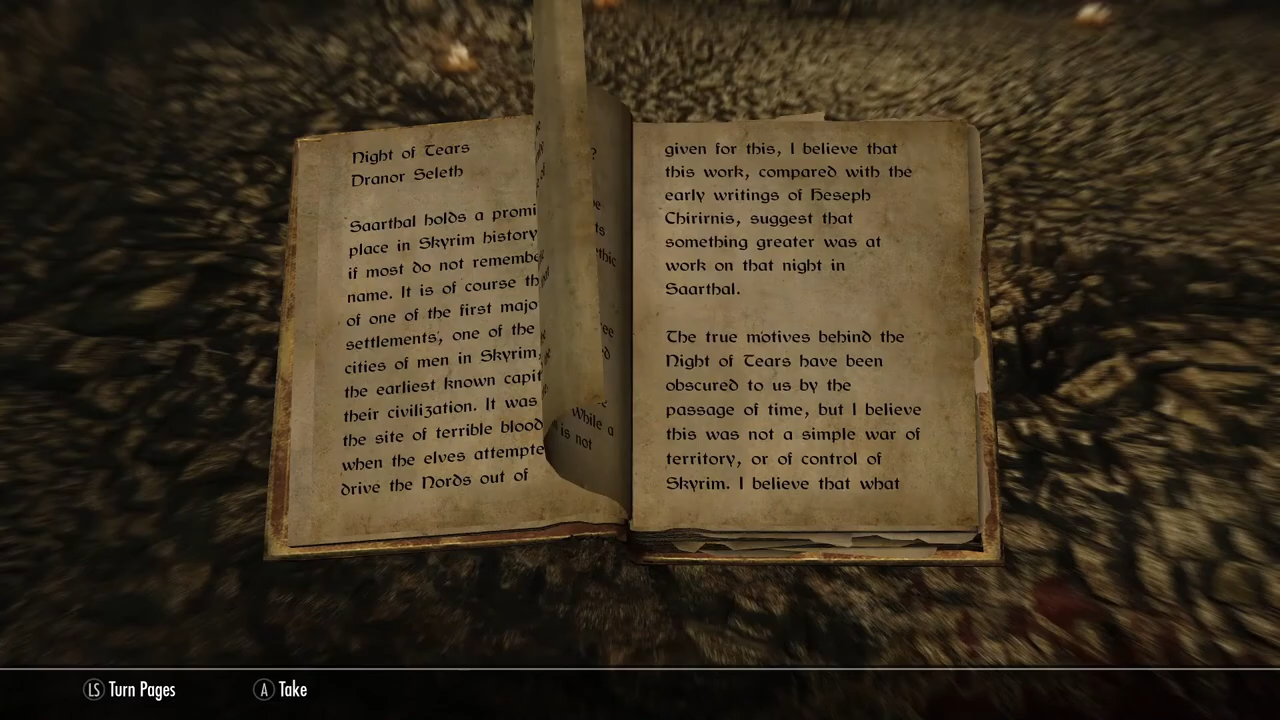 Night of Tears
Dranor Seleth
Saarthal holds a promi
place in Skyrim history
if most do not remembe
name. It is of course th
of one of the first majo
settlements, one of the
cities of men in Skyrim,
the earliest known capit
their civilization. It was
the site of terrible blood
when the elves attempte
drive the Nords out of
?
While a
is not
given for this, I believe that
this work, compared with the
early writings of Heseph
Chirirnis, suggest that
something greater was at
work on that night in
Saarthal.
The true motives behind the
Night of Tears have been
obscured to us by the
passage of time, but I believe
this was not a simple war of
territory, or of control of
Skyrim. I believe that what
LS Turn Pages
A Take